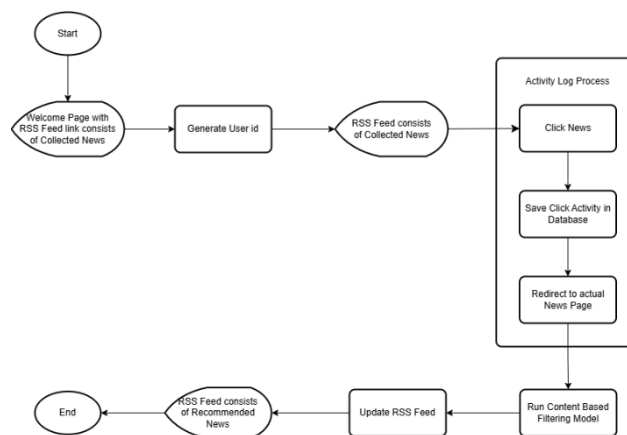 Start
Welcome Page with
RSS Feed link consists
of Collected News
Generate User id
RSS Feed consists
of Collected News
Activity Log Process
Click News
Save Click Activity in
Database
Redirect to actual
News Page
Run Content Based
Filtering Model
Update RSS Feed
RSS Feed consists
of Recommended
News
End